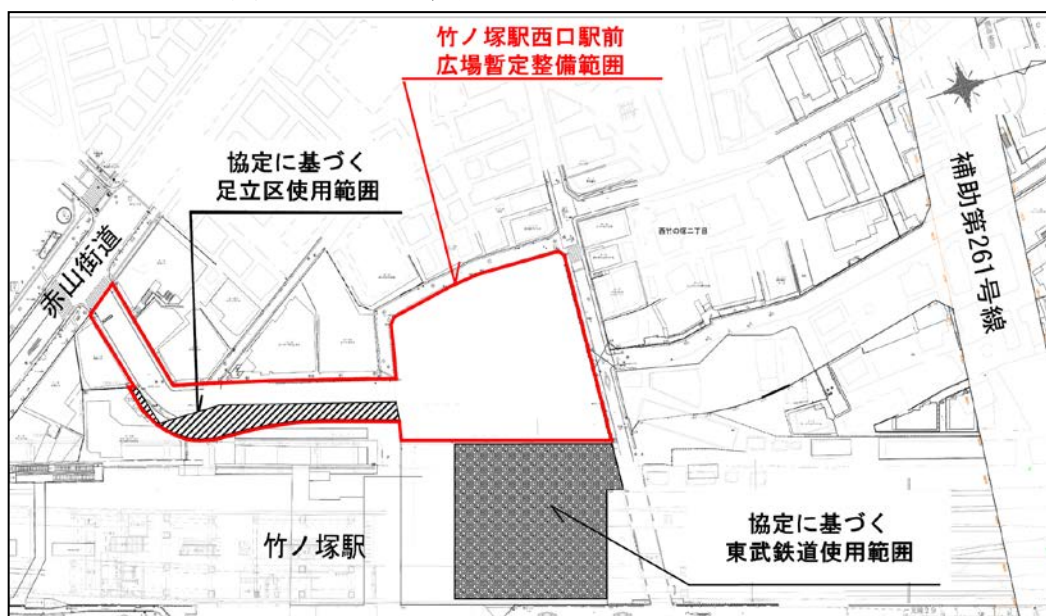 竹ノ塚駅西口駅前
広場暫定整備範囲
協定に基づく
足立区使用範囲
赤山街道
西竹の塚二丁目
補助第261号線
竹ノ塚駅
協定に基づく
東武鉄道使用範囲